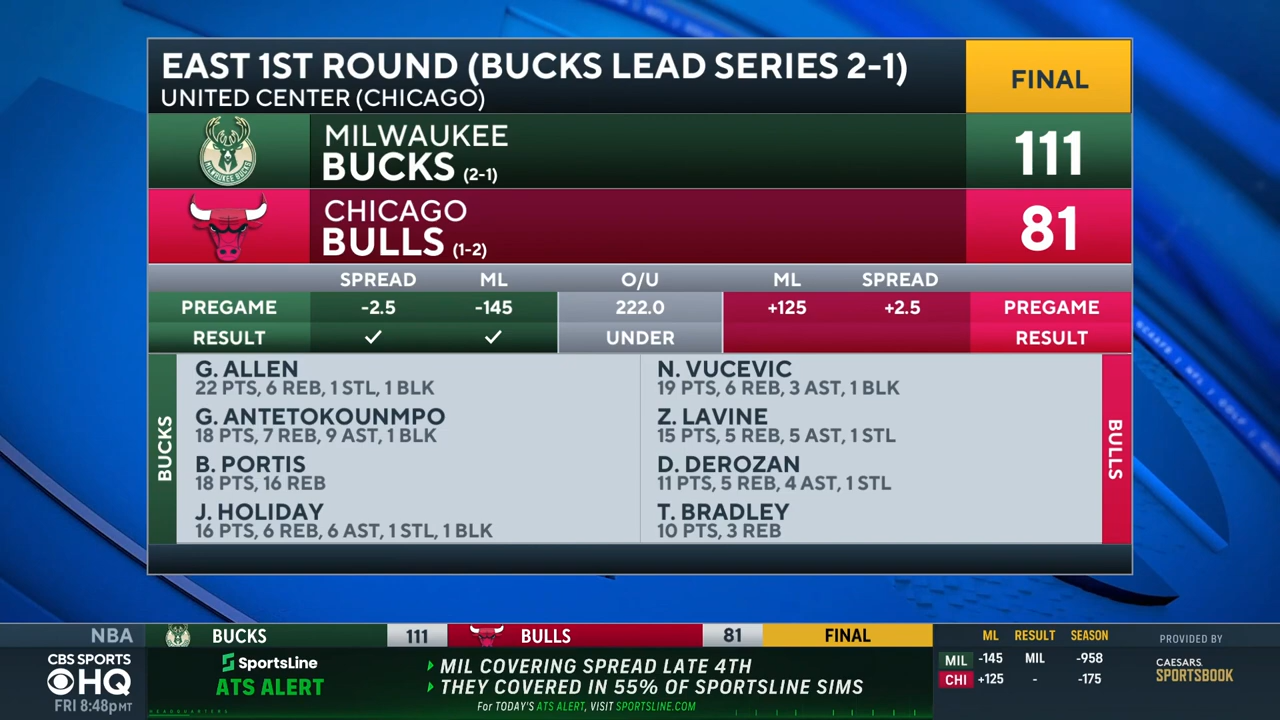 EAST 1ST ROUND (BUCKS LEAD SERIES 2-1)
UNITED CENTER (CHICAGO)
FINAL
MILWAUKEE
BUCKS (2-1)
111
CHICAGO
BULLS (1-2)
81
SPREAD ML O/U ML SPREAD
PREGAME -2.5 -145 222.0 +125 +2.5 PREGAME
RESULT ✓ ✓ UNDER RESULT
BUCKS
G. ALLEN
22 PTS, 6 REB, 1 STL, 1 BLK
G. ANTETOKOUNMPO
18 PTS, 7 REB, 9 AST, 1 BLK
B. PORTIS
18 PTS, 16 REB
J. HOLIDAY
16 PTS, 6 REB, 6 AST, 1 STL, 1 BLK
N. VUCEVIC
19 PTS, 6 REB, 3 AST, 1 BLK
Z. LAVINE
15 PTS, 5 REB, 5 AST, 1 STL
D. DEROZAN
11 PTS, 5 REB, 4 AST, 1 STL
T. BRADLEY
10 PTS, 3 REB
BULLS
NBA BUCKS 111 BULLS 81 FINAL
CBS SPORTS
HQ
FRI 8:48PMT
SportsLine
ATS ALERT
MIL COVERING SPREAD LATE 4TH
THEY COVERED IN 55% OF SPORTSLINE SIMS
For TODAY'S ATS ALERT, VISIT SPORTSLINE.COM
ML RESULT SEASON
MIL -145 MIL -958
CHI +125 - -175
PROVIDED BY
CAESARS
SPORTSBOOK